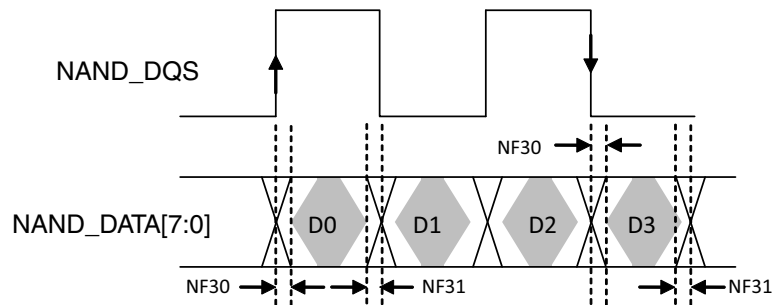 NAND_DQS
NF30
NAND_DATA[7:0] D0 D1 D2 D3
NF30 NF31 NF31